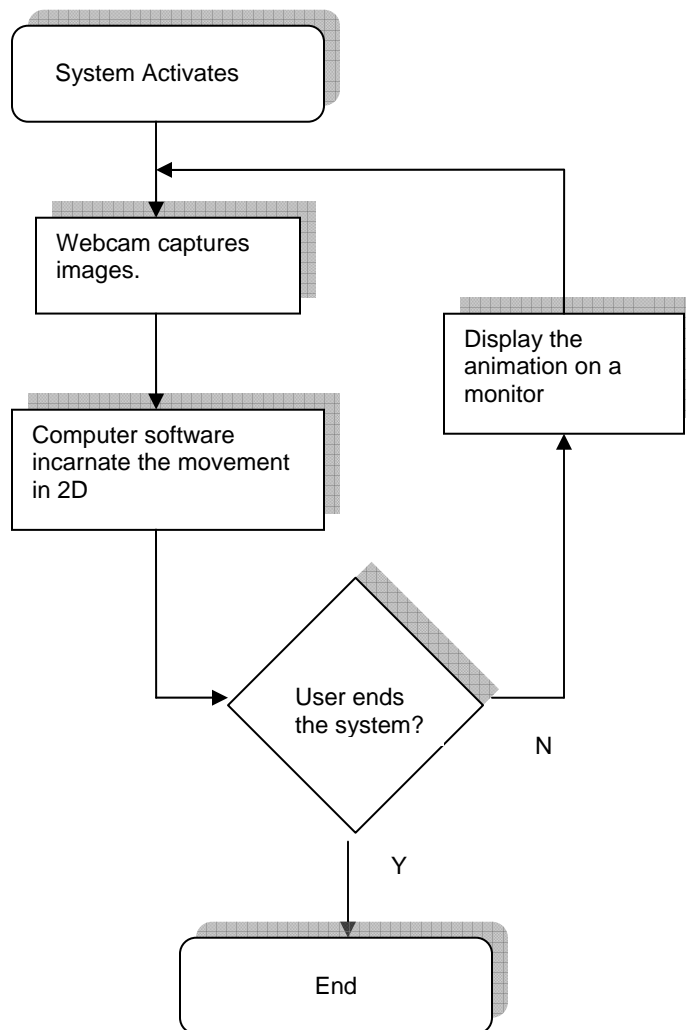 System Activates
Webcam captures
images.
Display the
animation on a
monitor
Computer software
incarnate the movement
in 2D
User ends
the system?
N
Y
End